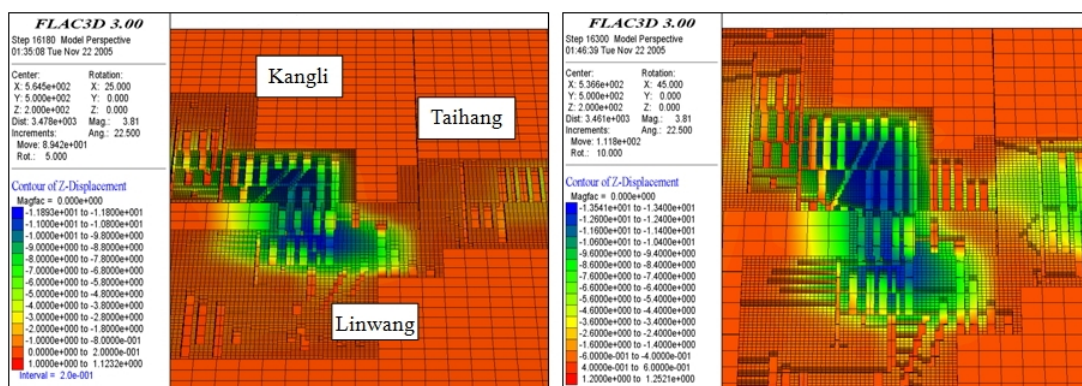 FLAC3D 3.00
Step 16180 Model Perspective
01:35:08 Tue Nov 22 2005
Center: Rotation:
X: 5.645e+002 X: 25.000
Y: 5.000e+002 Y: 0.000
Z: 2.000e+002 Z: 0.000
Dist: 3.478e+003 Mag.: 3.81
Increments: Ang.: 22.500
Move: 8.942e+001
Rot.: 5.000
Contour of Z-Displacement
Magfac = 0.000e+000
-1.1893e+001 to -1.1800e+001
-1.1000e+001 to -1.0800e+001
-1.0000e+001 to -9.8000e+000
-9.0000e+000 to -8.8000e+000
-8.0000e+000 to -7.8000e+000
-7.0000e+000 to -6.8000e+000
-6.0000e+000 to -5.8000e+000
-5.0000e+000 to -4.8000e+000
-4.0000e+000 to -3.8000e+000
-3.0000e+000 to -2.8000e+000
-2.0000e+000 to -1.8000e+000
-1.0000e+000 to -8.0000e-001
0.0000e+000 to 2.0000e-001
1.0000e+000 to 1.1232e+000
Interval = 2.0e-001
Kangli
Taihang
Linwang
FLAC3D 3.00
Step 16300 Model Perspective
01:46:39 Tue Nov 22 2005
Center: Rotation:
X: 5.366e+002 X: 45.000
Y: 5.000e+002 Y: 0.000
Z: 2.000e+002 Z: 0.000
Dist: 3.461e+003 Mag.: 3.81
Increments: Ang.: 22.500
Move: 1.118e+002
Rot.: 10.000
Contour of Z-Displacement
Magfac = 0.000e+000
-1.3541e+001 to -1.3400e+001
-1.2600e+001 to -1.2400e+001
-1.1600e+001 to -1.1400e+001
-1.0600e+001 to -1.0400e+001
-9.6000e+000 to -9.4000e+000
-8.6000e+000 to -8.4000e+000
-7.6000e+000 to -7.4000e+000
-6.6000e+000 to -6.4000e+000
-5.6000e+000 to -5.4000e+000
-4.6000e+000 to -4.4000e+000
-3.6000e+000 to -3.4000e+000
-2.6000e+000 to -2.4000e+000
-1.6000e+000 to -1.4000e+000
-6.0000e-001 to -4.0000e-001
4.0000e-001 to 6.0000e-001
1.2000e+000 to 1.2521e+000